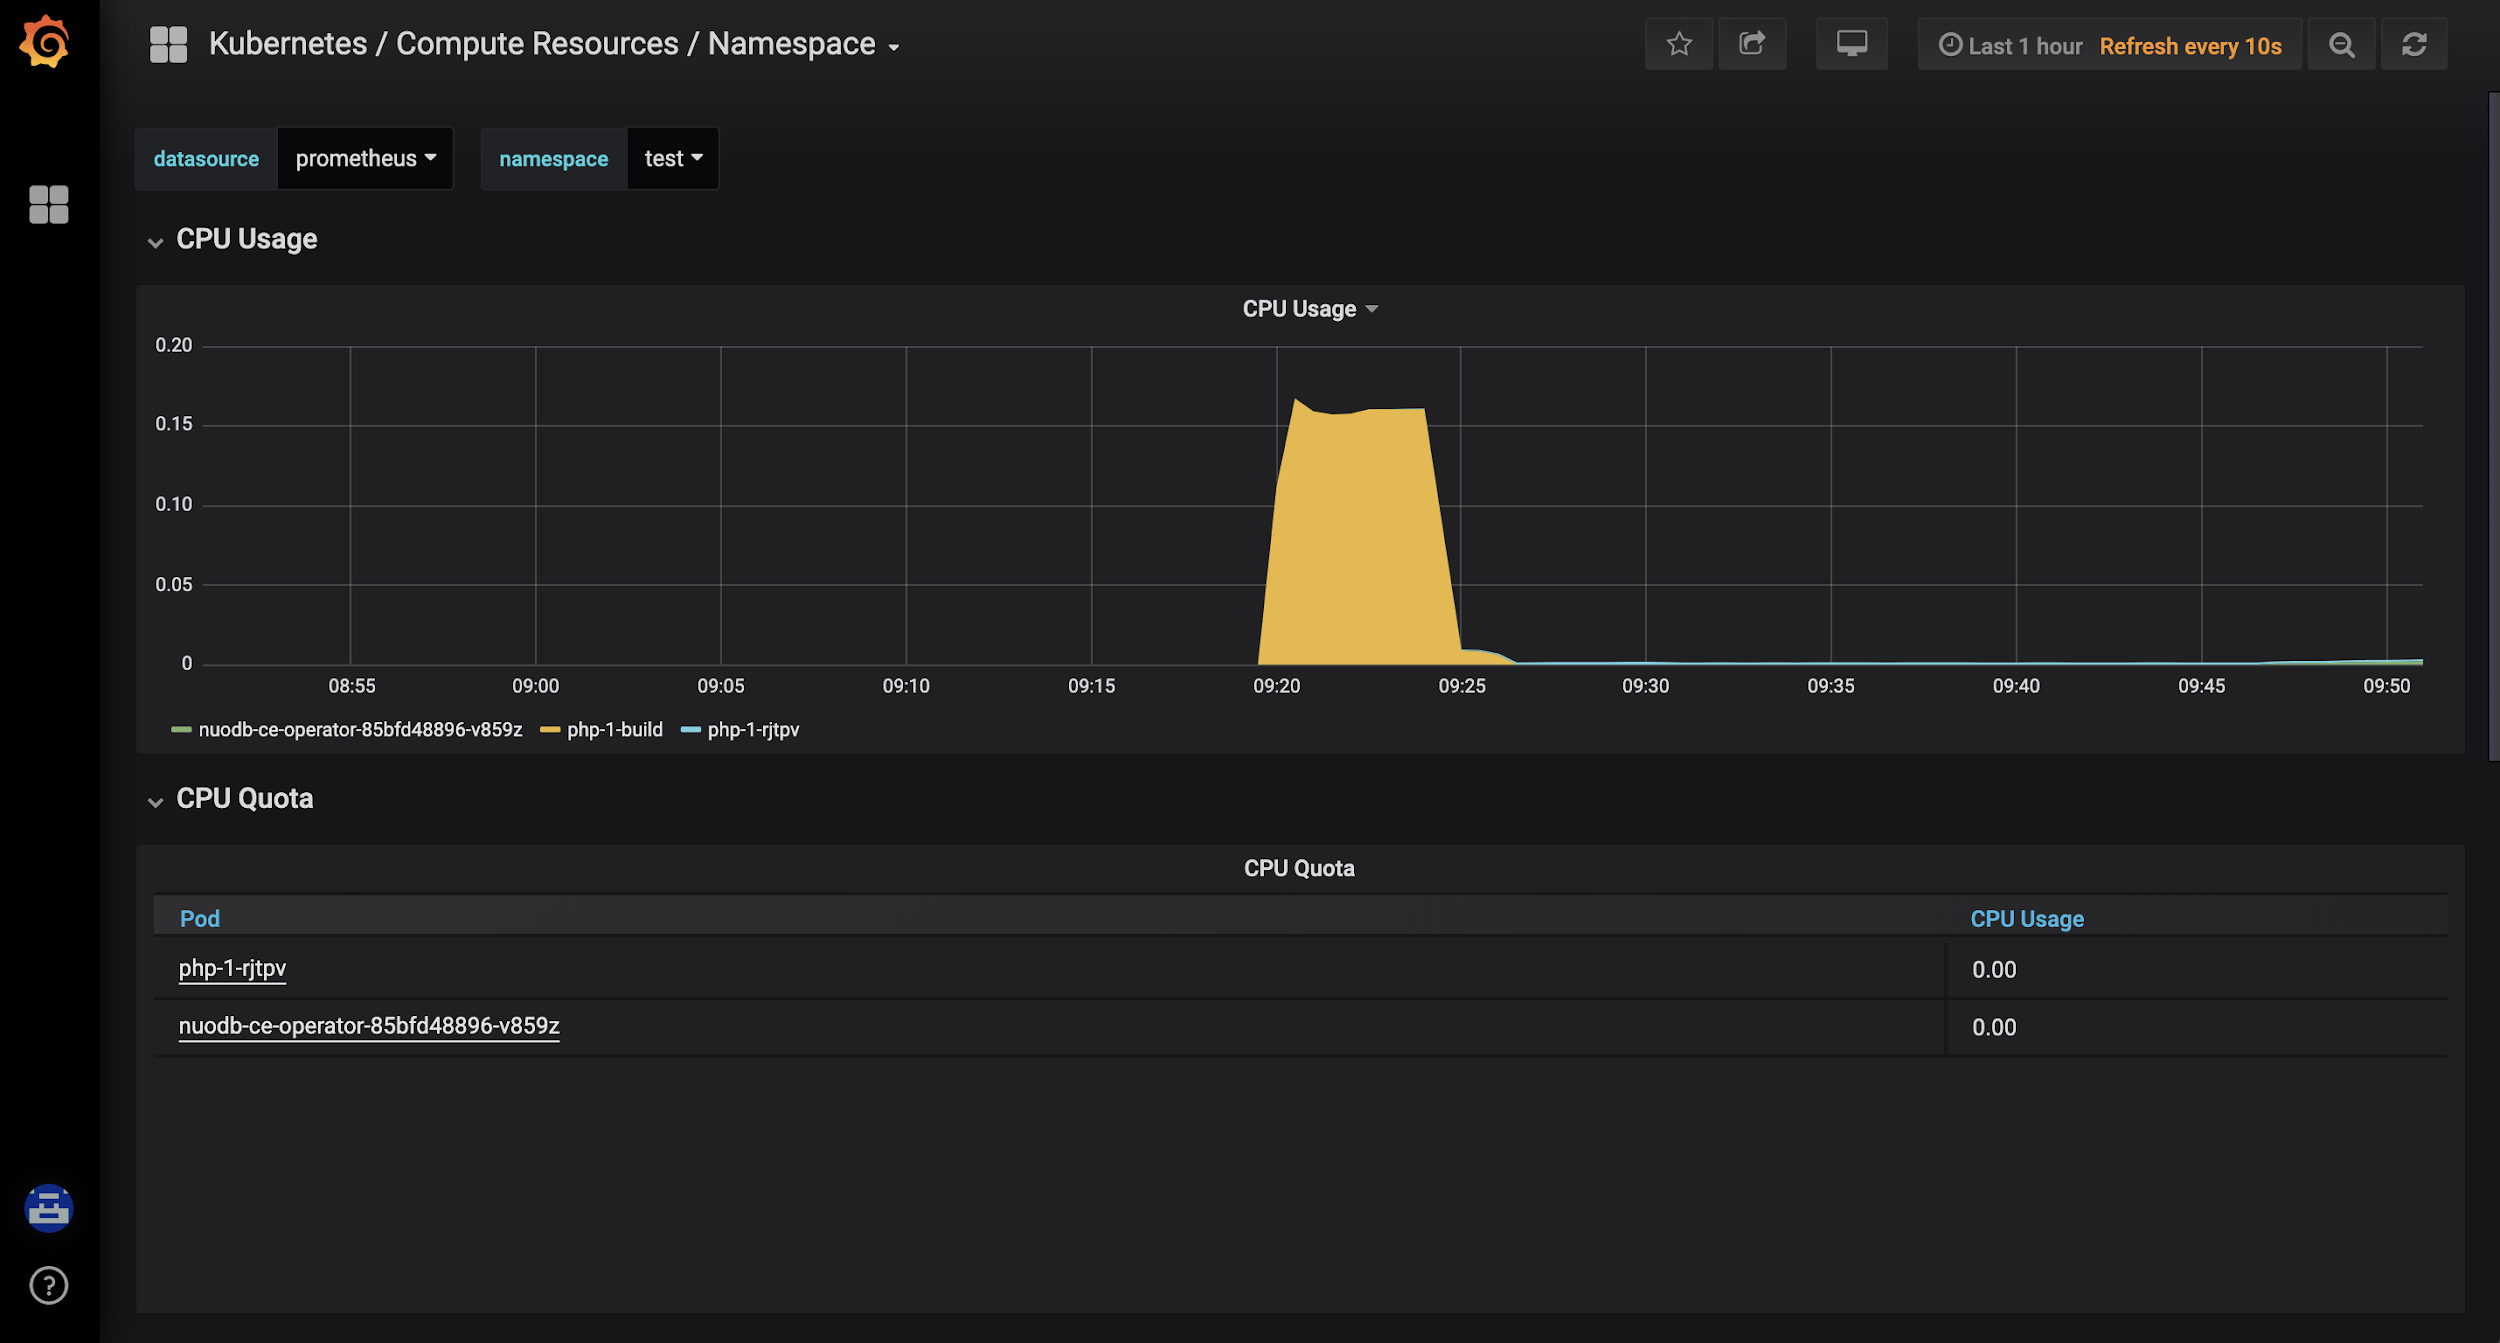 Kubernetes / Compute Resources / Namespace
Last 1 hour Refresh every 10s
datasource prometheus namespace test
CPU Usage
CPU Usage
0.20
0.15
0.10
0.05
0
08:55 09:00 09:05 09:10 09:15 09:20 09:25 09:30 09:35 09:40 09:45 09:50
nuodb-ce-operator-85bfd48896-v859z php-1-build php-1-rjtpv
CPU Quota
CPU Quota
Pod CPU Usage
php-1-rjtpv 0.00
nuodb-ce-operator-85bfd48896-v859z 0.00
?